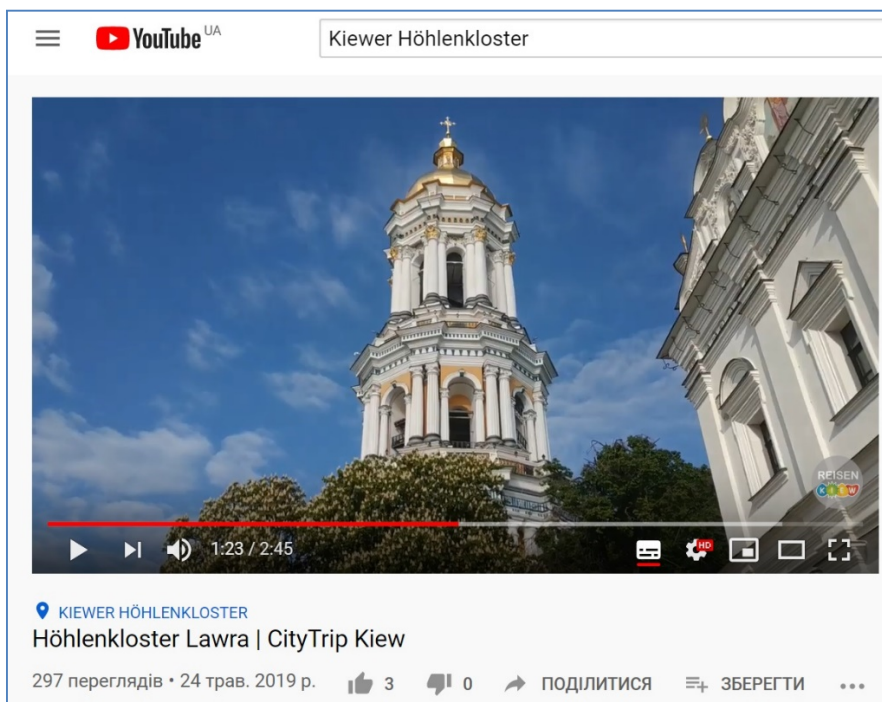 YouTube UA
Kiewer Höhlenkloster
REISEN
KIEW
1:23 / 2:45
HD
KIEWER HÖHLENKLOSTER
Höhlenkloster Lawra | CityTrip Kiew
297 переглядів • 24 трав. 2019 р. 3 0 ПОДІЛИТИСЯ ЗБЕРЕГТИ